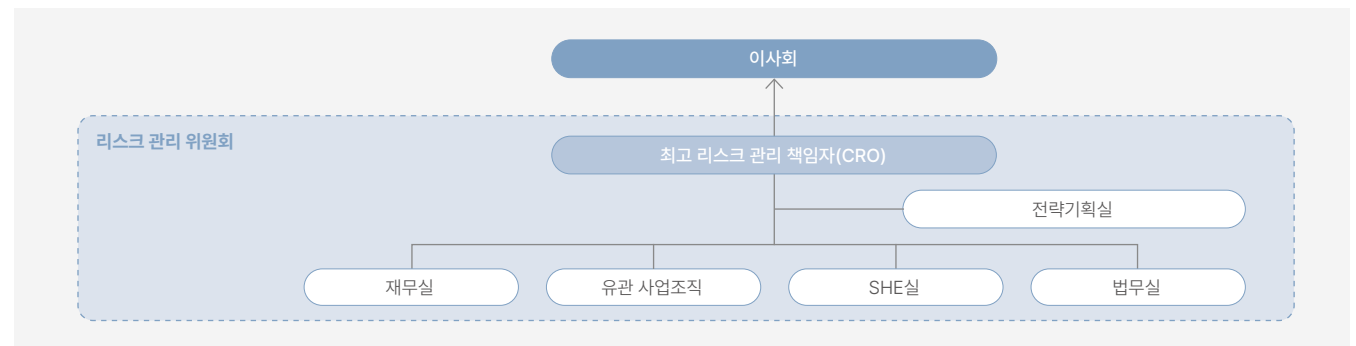 이사회
리스크 관리 위원회
최고 리스크 관리 책임자(CRO)
전략기획실
재무실
유관 사업조직
SHE실
법무실